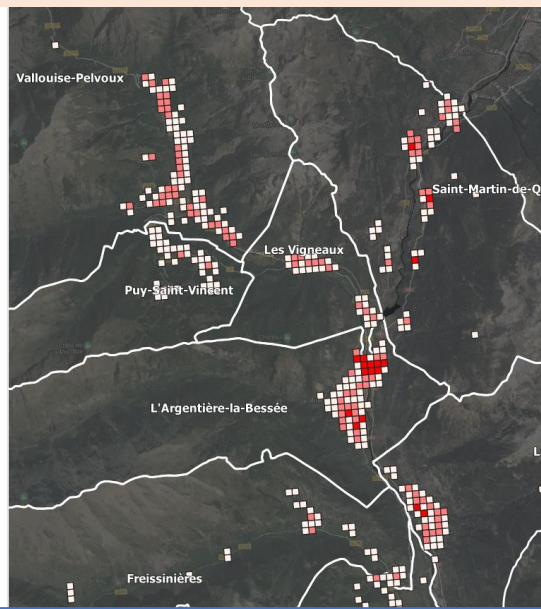 Vallouise-Pelvoux
Saint-Martin-de-Q
Les Vigneaux
Puy-Saint-Vincent
L'Argentière-la-Bessée
L
Freissinières